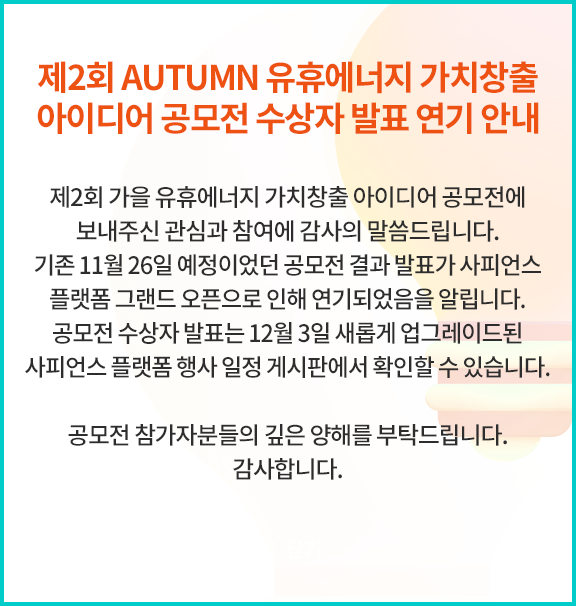 제2회 AUTUMN 유휴에너지 가치창출
아이디어 공모전 수상자 발표 연기 안내
제2회 가을 유휴에너지 가치창출 아이디어 공모전에
보내주신 관심과 참여에 감사의 말씀드립니다.
기존 11월 26일 예정이었던 공모전 결과 발표가 사피언스
플랫폼 그랜드 오픈으로 인해 연기되었음을 알립니다.
공모전 수상자 발표는 12월 3일 새롭게 업그레이드된
사피언스 플랫폼 행사 일정 게시판에서 확인할 수 있습니다.
공모전 참가자분들의 깊은 양해를 부탁드립니다.
감사합니다.